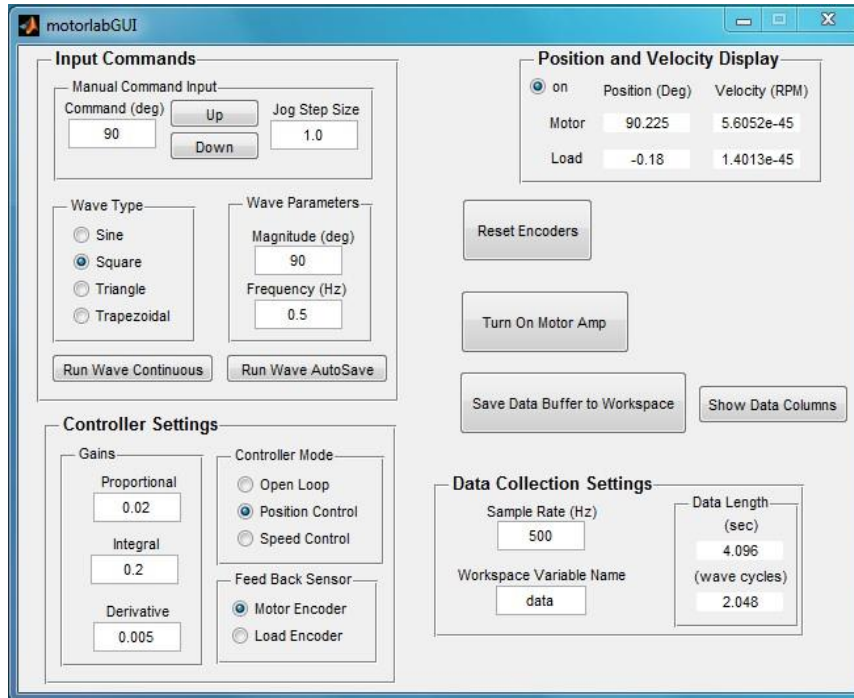 motorlabGUI
Input Commands
Manual Command Input
Command (deg)
90
Up
Down
Jog Step Size
1.0
Wave Type
Sine
Square
Triangle
Trapezoidal
Wave Parameters
Magnitude (deg)
90
Frequency (Hz)
0.5
Run Wave Continuous
Run Wave AutoSave
Controller Settings
Gains
Proportional
0.02
Integral
0.2
Derivative
0.005
Controller Mode
Open Loop
Position Control
Speed Control
Feed Back Sensor
Motor Encoder
Load Encoder
Position and Velocity Display
on Position (Deg) Velocity (RPM)
Motor 90.225 5.6052e-45
Load -0.18 1.4013e-45
Reset Encoders
Turn On Motor Amp
Save Data Buffer to Workspace
Show Data Columns
Data Collection Settings
Sample Rate (Hz)
500
Workspace Variable Name
data
Data Length
(sec)
4.096
(wave cycles)
2.048